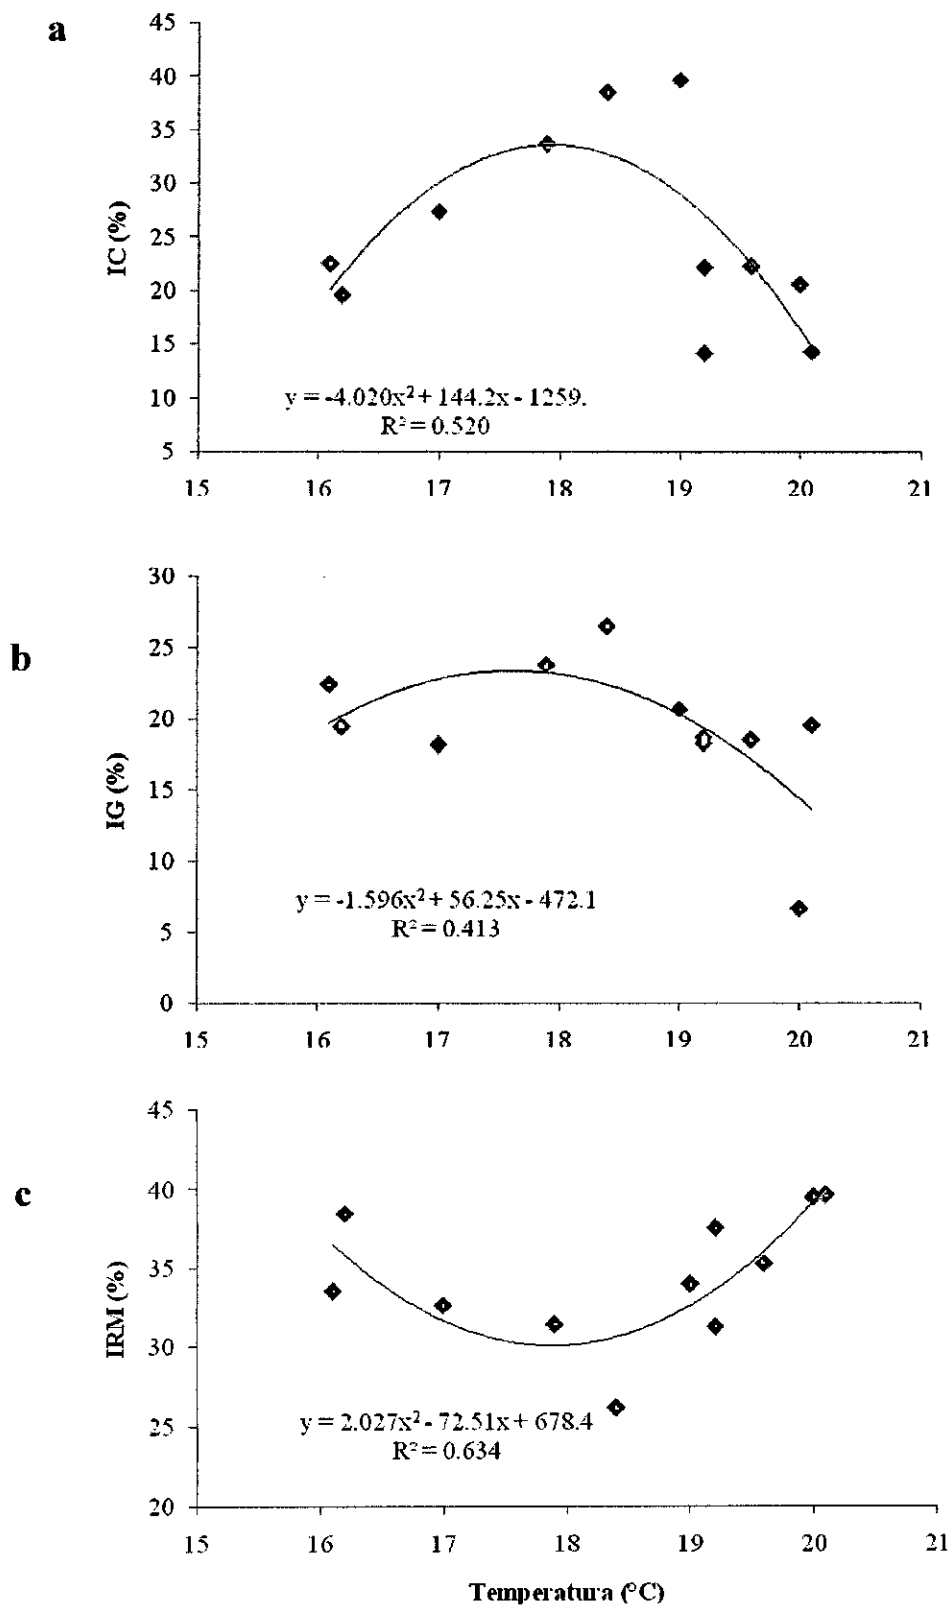 a
45
40
35
30
25
20
15
10
5
IC (%)
y = -4.020x² + 144.2x - 1259.
R² = 0.520
15 16 17 18 19 20 21
b
30
25
20
15
10
5
0
IG (%)
y = -1.596x² + 56.25x - 472.1
R² = 0.413
15 16 17 18 19 20 21
c
45
40
35
30
25
20
IRM (%)
y = 2.027x² - 72.51x + 678.4
R² = 0.634
15 16 17 18 19 20 21
Temperatura (°C)